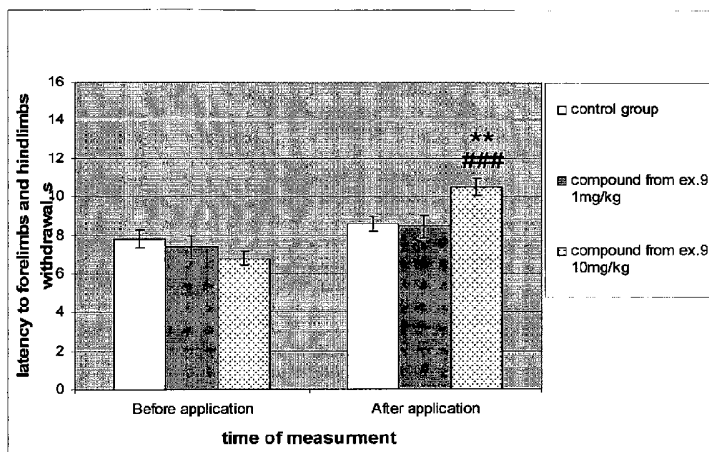 latency to forelimbs and hindlimbs
withdrawal, s
16
14
12
10
8
6
4
2
0
**
###
Before application
After application
time of measurment
control group
compound from ex.9
1mg/kg
compound from ex.9
10mg/kg